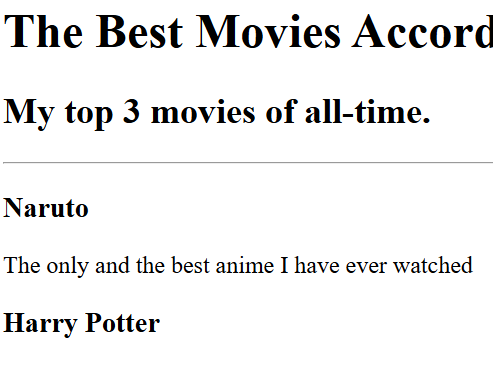 The Best Movies Accord
My top 3 movies of all-time.
Naruto
The only and the best anime I have ever watched
Harry Potter